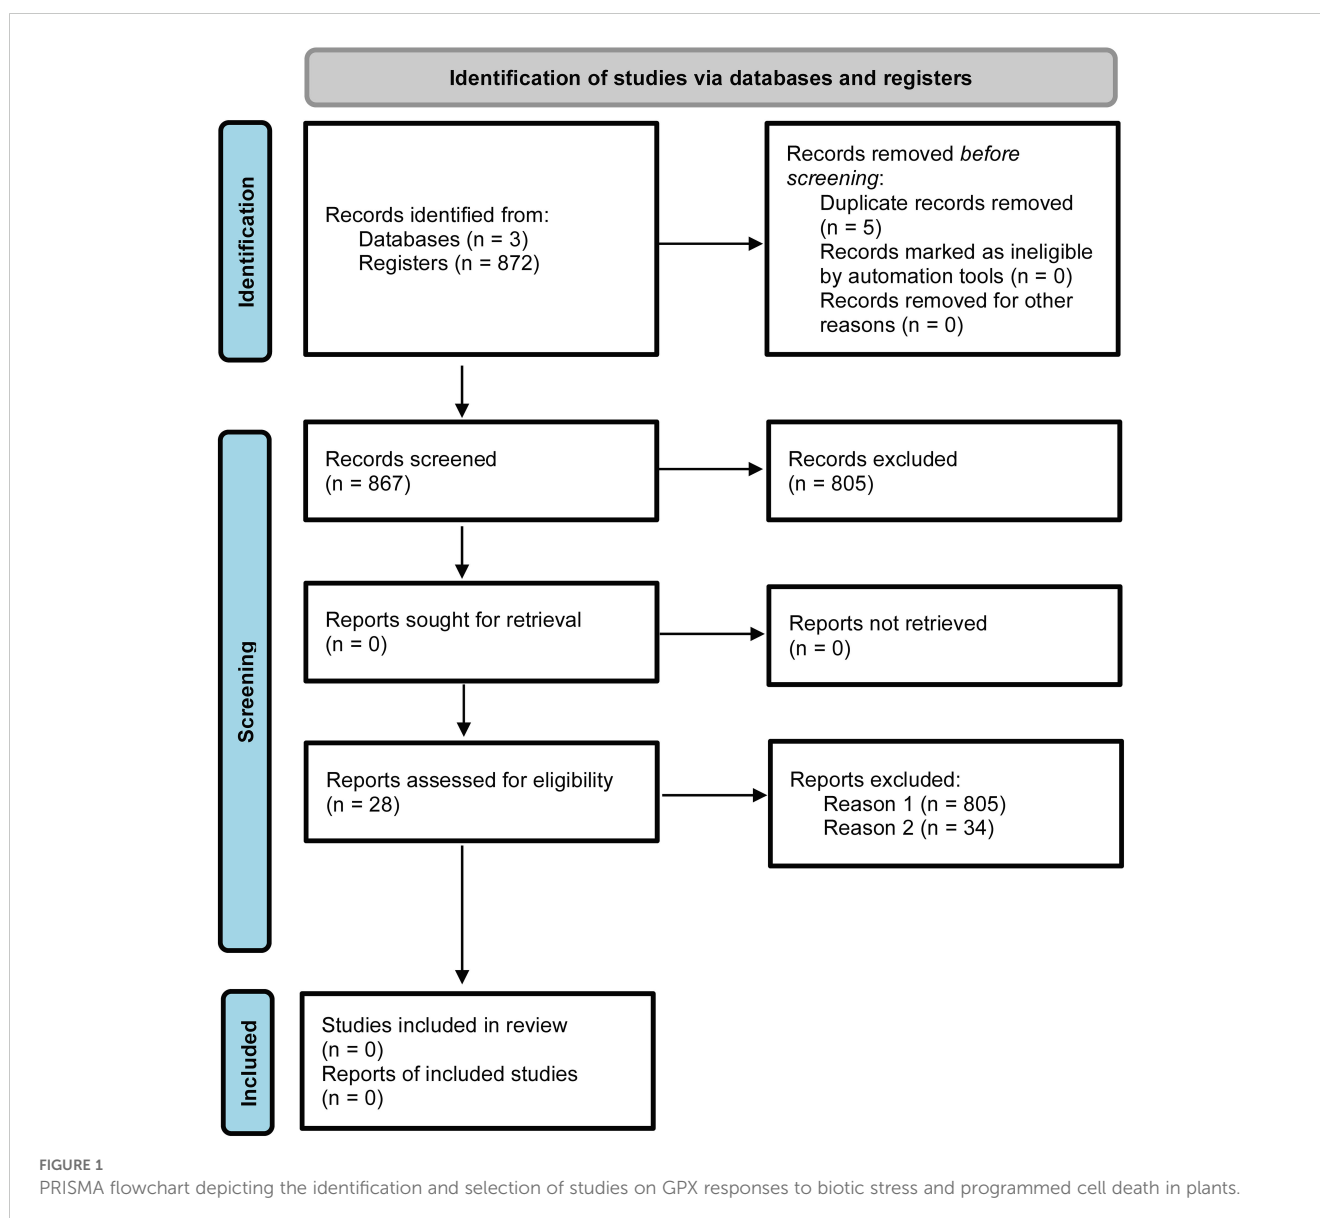 Identification of studies via databases and registers
Identification
Records identified from:
Databases (n = 3)
Registers (n = 872)
Records removed before
screening:
Duplicate records removed
(n = 5)
Records marked as ineligible
by automation tools (n = 0)
Records removed for other
reasons (n = 0)
Screening
Records screened
(n = 867)
Records excluded
(n = 805)
Reports sought for retrieval
(n = 0)
Reports not retrieved
(n = 0)
Reports assessed for eligibility
(n = 28)
Reports excluded:
Reason 1 (n = 805)
Reason 2 (n = 34)
Included
Studies included in review
(n = 0)
Reports of included studies
(n = 0)
FIGURE 1
PRISMA flowchart depicting the identification and selection of studies on GPX responses to biotic stress and programmed cell death in plants.